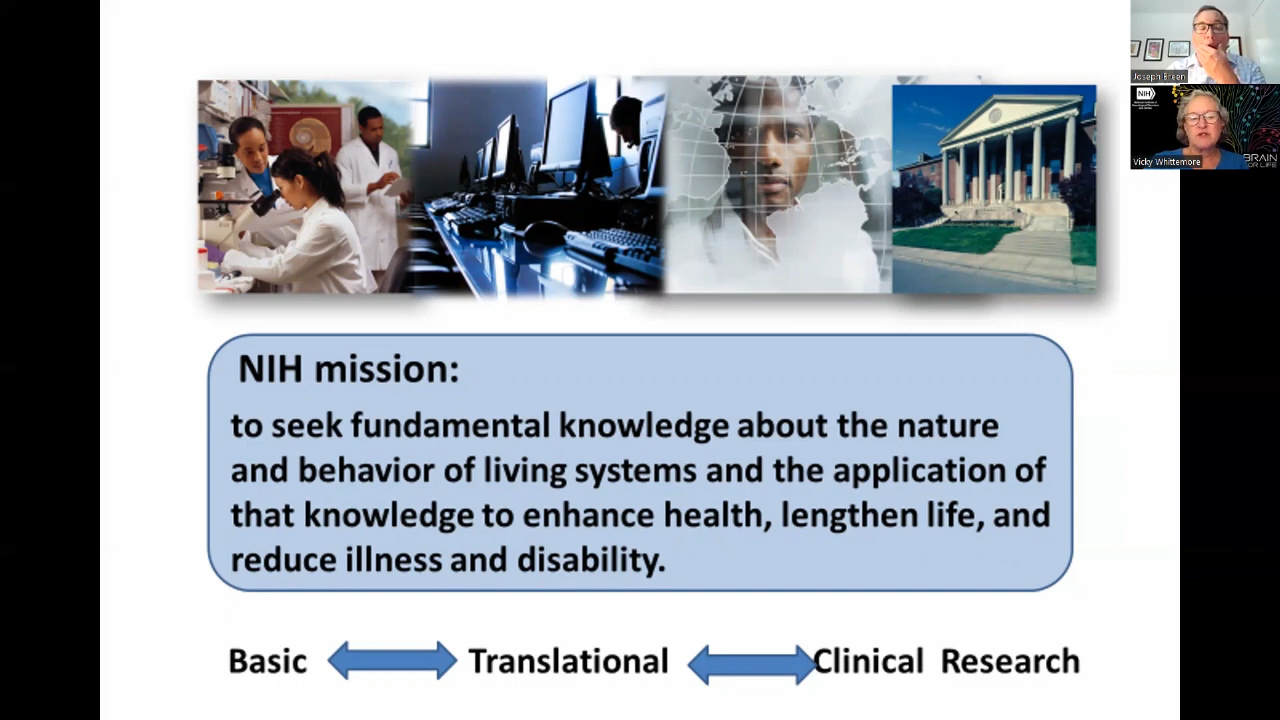 Joseph Breen
NIH
BRAIN
Vicky Whittemore
NIH mission:
to seek fundamental knowledge about the nature
and behavior of living systems and the application of
that knowledge to enhance health, lengthen life, and
reduce illness and disability.
Basic Translational Clinical Research